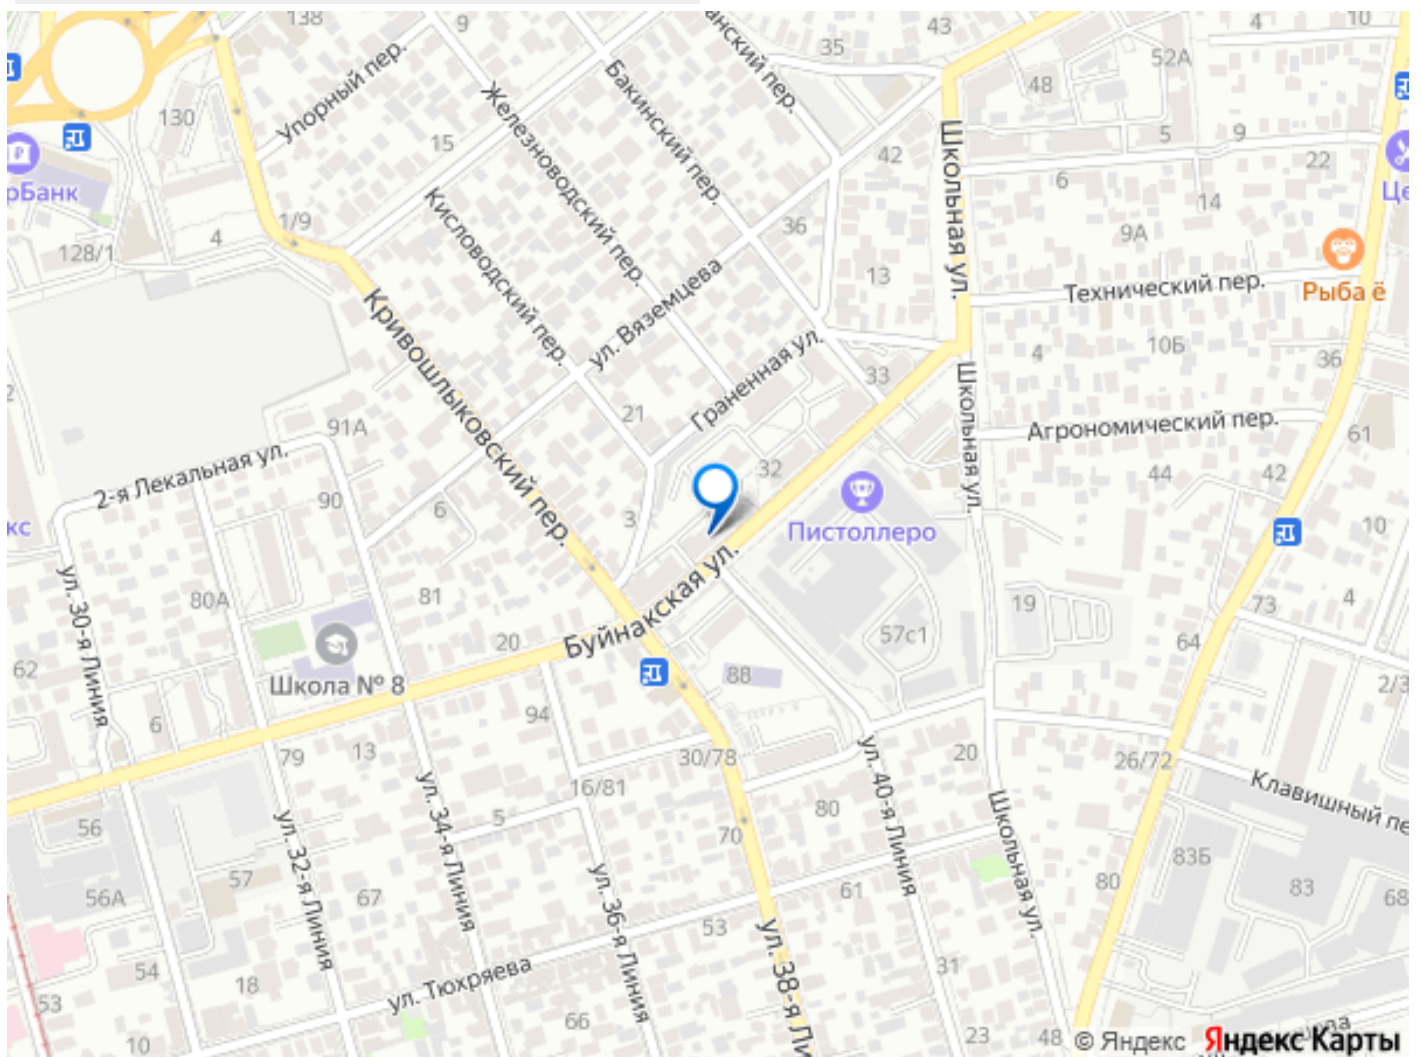 138
9
43
4
10
35
52А
анский пер.
48
Упорный пер.
Бакинский пер.
Железноводский пер.
130
15
42
Школьная ул.
5
9
22
рБанк
6
Це
Кисловодский пер.
14
1/9
4
128/1
36
9А
13
ул. Вяземцева
Технический пер.
Рыба ё
Кривошлыковский пер.
Граненная ул.
4
10Б
36
33
Школьная ул.
21
91А
Агрономический пер.
61
2-я Лекальная ул.
32
44
42
90
6
3
Пистоллеро
10
кс
ул. 30-я Линия
80А
81
Буйнакская ул.
19
73
4
20
57с1
64
62
Школа № 8
88
2/3
6
94
79
13
30/78
ул. 40-я Линия
20
26/72
16/81
Клавишный пе
56
ул. 32-я Линия
ул. 34-я Линия
5
70
80
Школьная ул.
83Б
57
67
ул. 36-я Линия
61
80
83
68
56А
53
ул. 38-я Ли
54
18
ул. Тюхряева
31
53
66
10
23
48
© Яндекс
Яндекс Карты